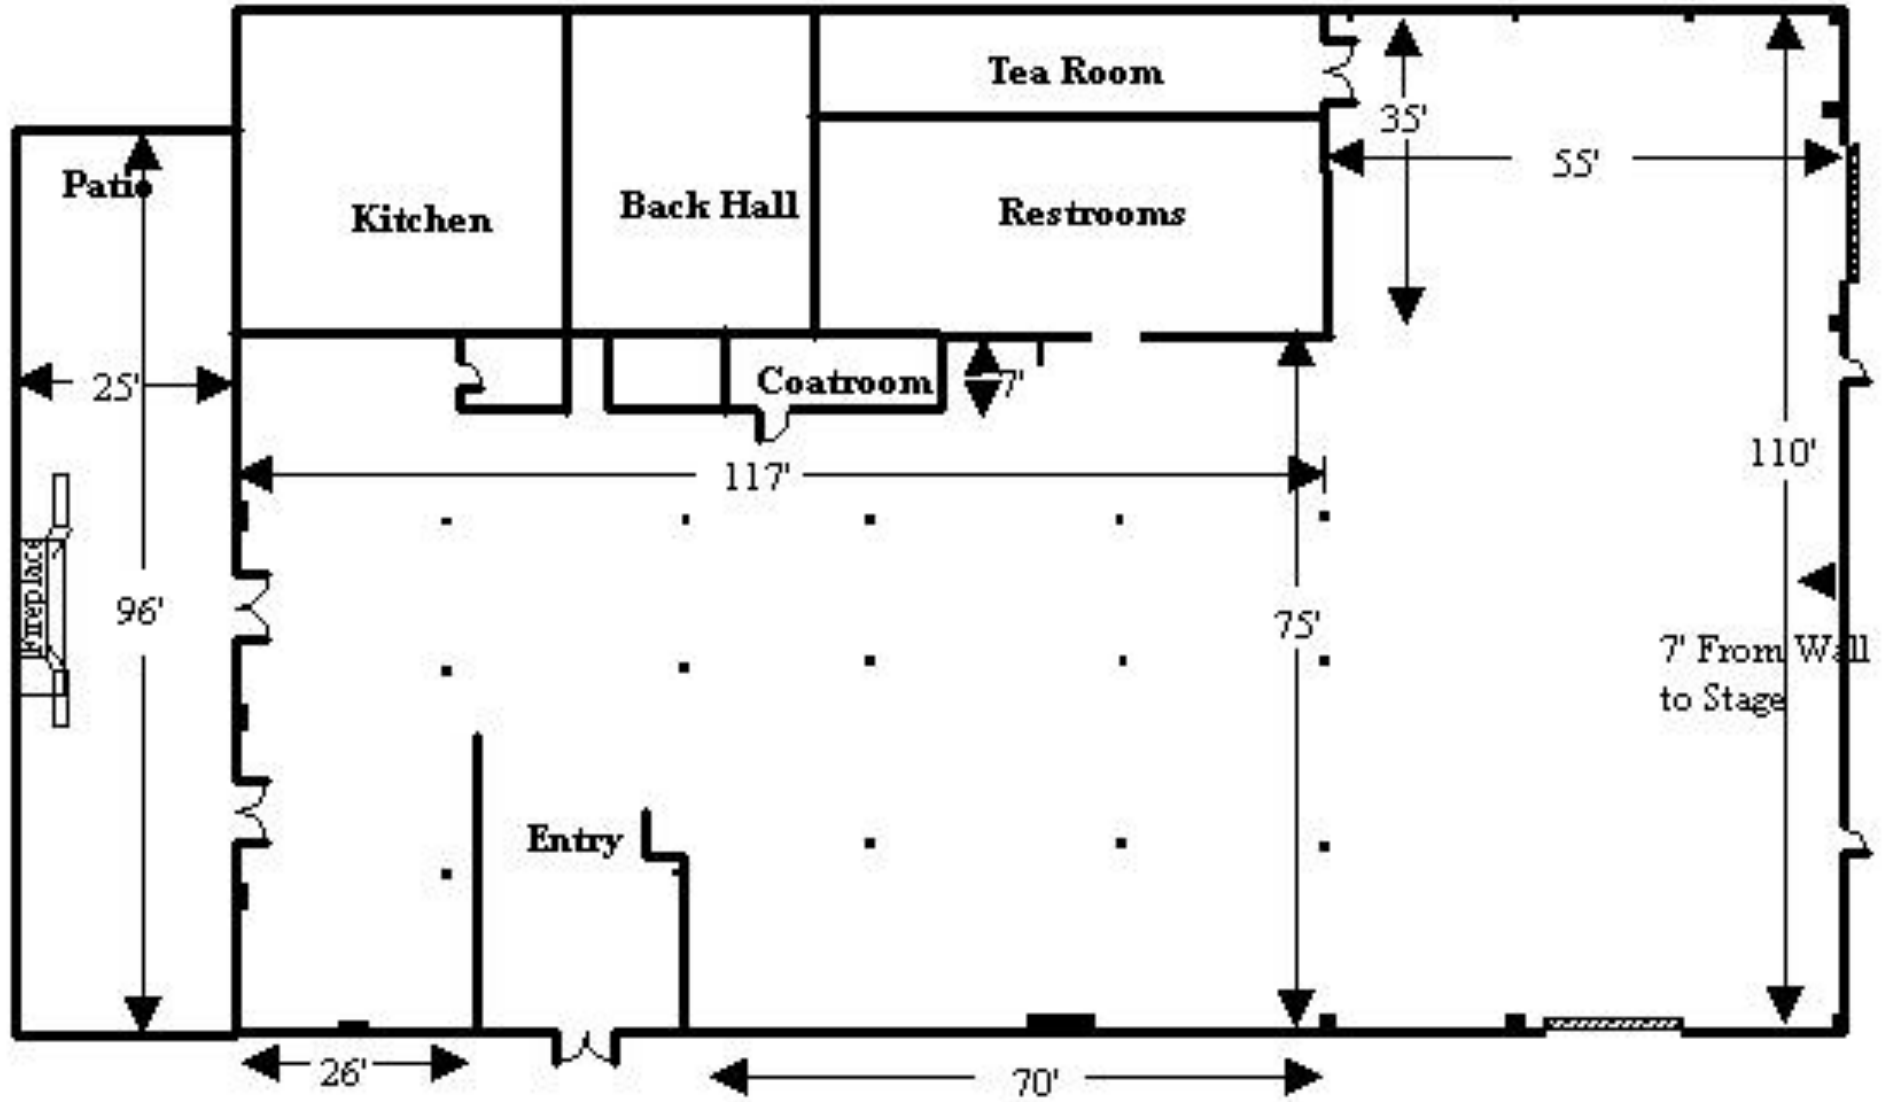 Tea Room
35'
55'
Patio
Kitchen
Back Hall
Restrooms
25'
Coatroom
7'
117'
110'
Fireplace
96'
75'
7' From Wall
to Stage
Entry
26'
70'